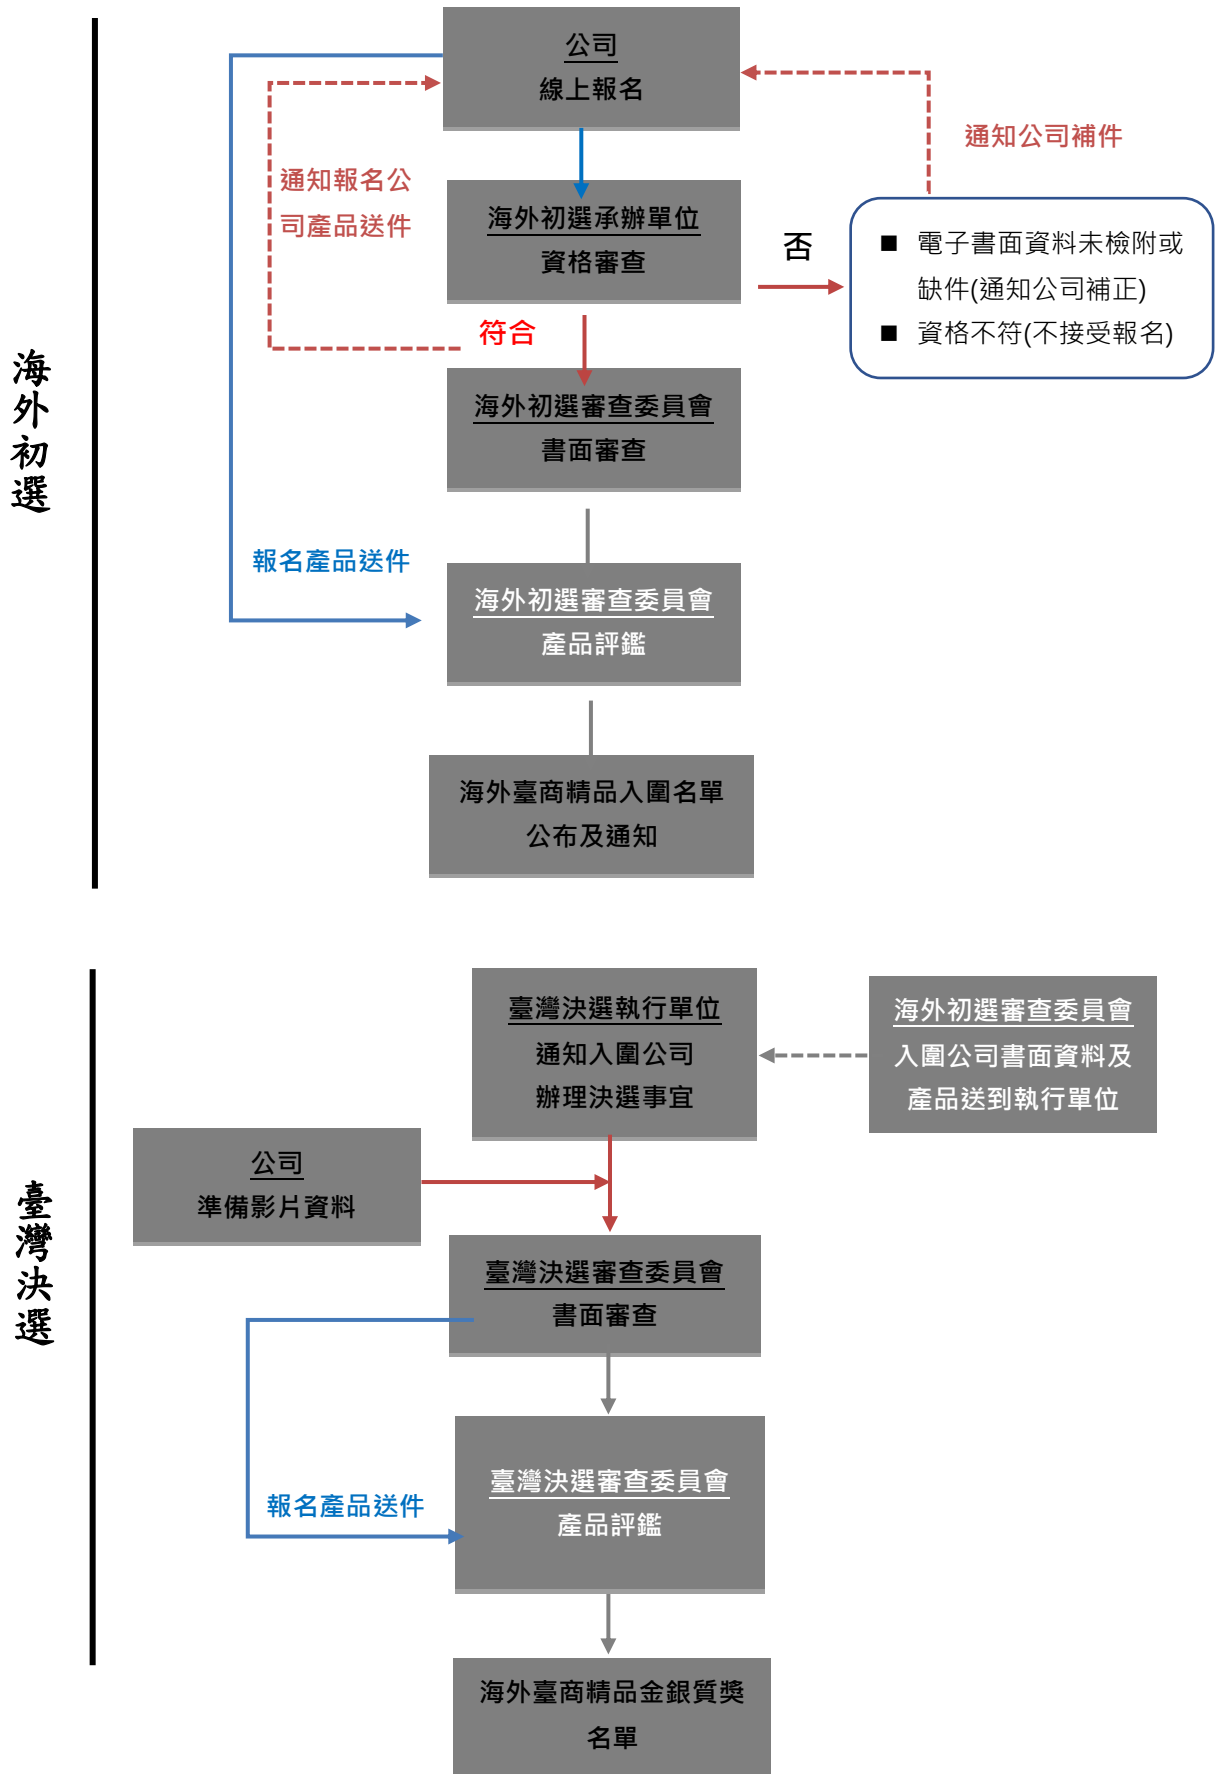 海外初選
公司
線上報名
通知公司補件
通知報名公
司產品送件
海外初選承辦單位
資格審查
否
■ 電子書面資料未檢附或
缺件(通知公司補正)
■ 資格不符(不接受報名)
符合
海外初選審查委員會
書面審查
報名產品送件
海外初選審查委員會
產品評鑑
海外臺商精品入圍名單
公布及通知
臺灣決選
臺灣決選執行單位
通知入圍公司
辦理決選事宜
海外初選審查委員會
入圍公司書面資料及
產品送到執行單位
公司
準備影片資料
臺灣決選審查委員會
書面審查
報名產品送件
臺灣決選審查委員會
產品評鑑
海外臺商精品金銀質獎
名單